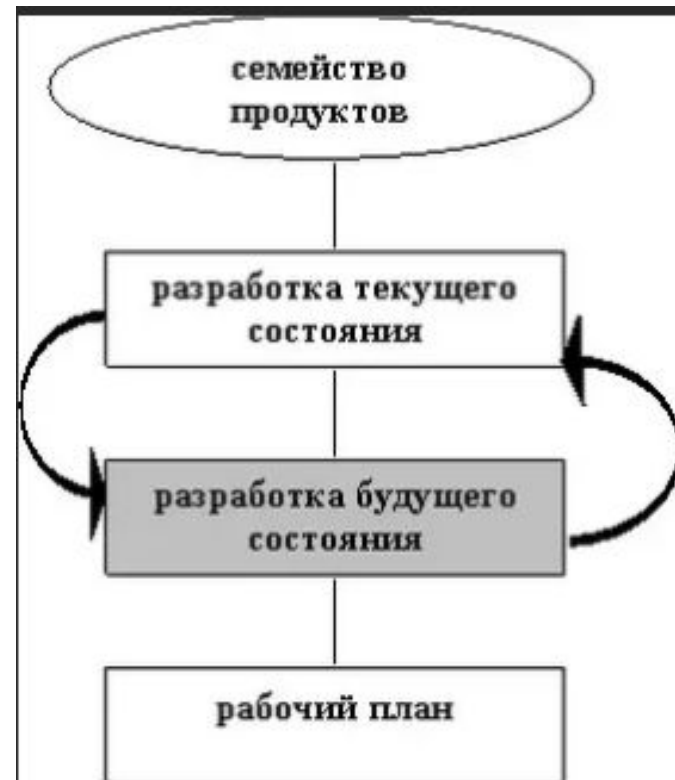 семейство
продуктов
разработка текущего
состояния
разработка будущего
состояния
рабочий план